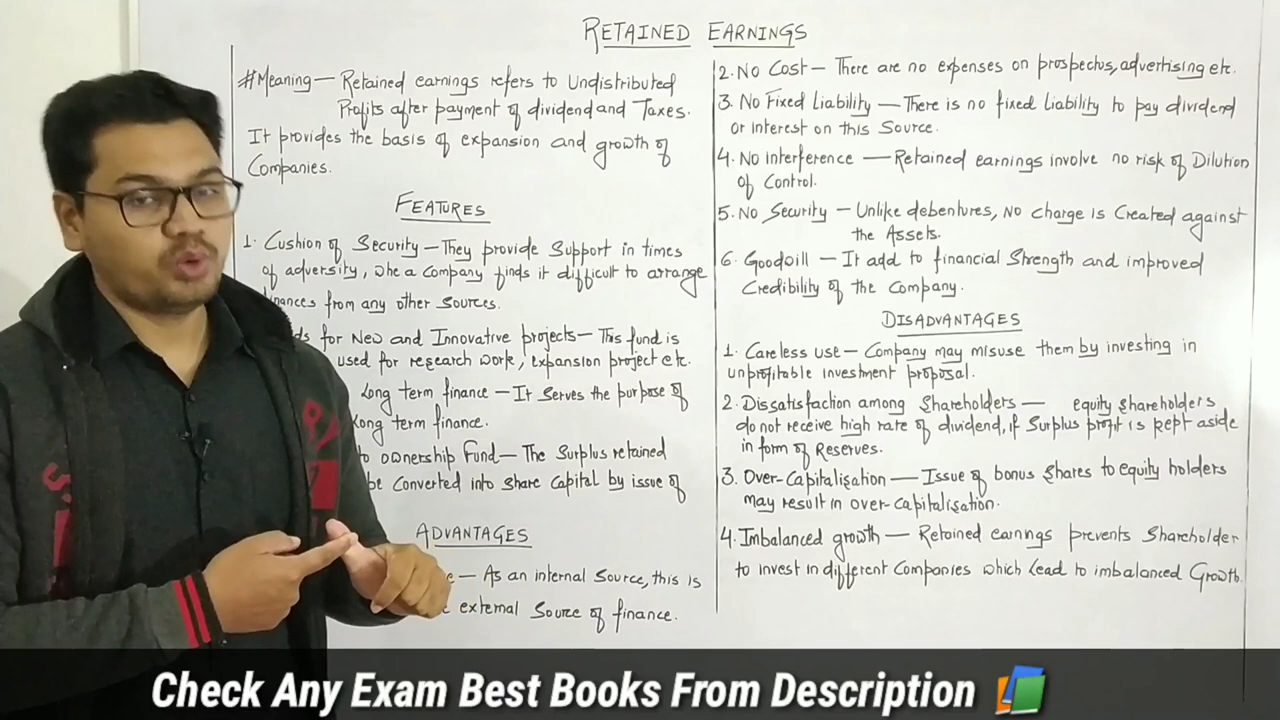 RETAINED EARNINGS
#Meaning — Retained earnings refers to Undistributed
Profits after payment of dividend and Taxes.
It provides the basis of expansion and growth of
Companies.
FEATURES
1. Cushion of Security — They provide Support in times
of adversity, whe a Company finds it difficult to arrange
finances from any other Sources.
for New and Innovative projects — This fund is
used for research work, expansion project etc.
Long term finance — It Serves the purpose of
Long term finance.
to ownership Fund — The Surplus retained
be Converted into Share Capital by issue of
ADVANTAGES
— As an internal Source, this is
external Source of finance.
2. No Cost — There are no expenses on prospectus, advertising etc.
3. No Fixed Liability — There is no fixed Liability to pay dividend
or interest on this Source.
4. No interference — Retained earnings involve no risk of Dilution
of Control.
5. No Security — Unlike debentures, No charge is Created against
the Assets.
6. Goodwill — It add to financial Strength and improved
Credibility of the Company.
DISADVANTAGES
1. Careless use — Company may misuse them by investing in
unprofitable investment proposal.
2. Dissatisfaction among Shareholders — equity shareholders
do not receive high rate of dividend, if Surplus profit is kept aside
in form of Reserves.
3. Over-Capitalisation — Issue of bonus Shares to equity holders
may result in over-capitalisation.
4. Imbalanced growth — Retained earnings prevents Shareholder
to invest in different Companies which Lead to imbalanced Growth.
Check Any Exam Best Books From Description